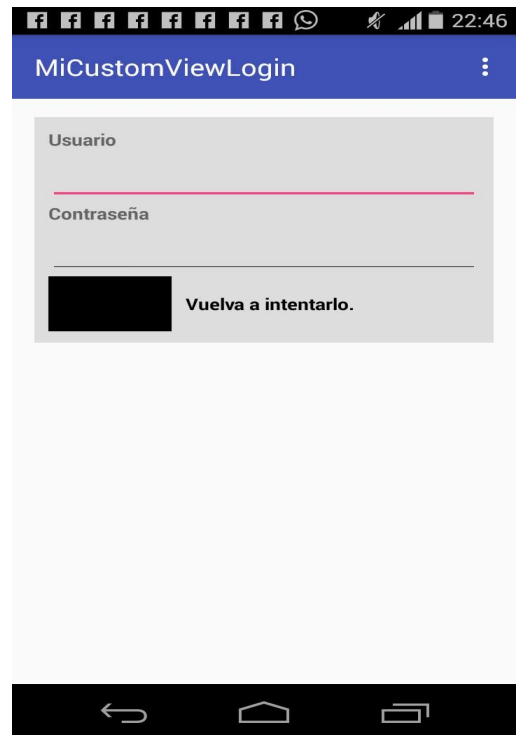 22:46
MiCustomViewLogin
Usuario
Contraseña
Vuelva a intentarlo.